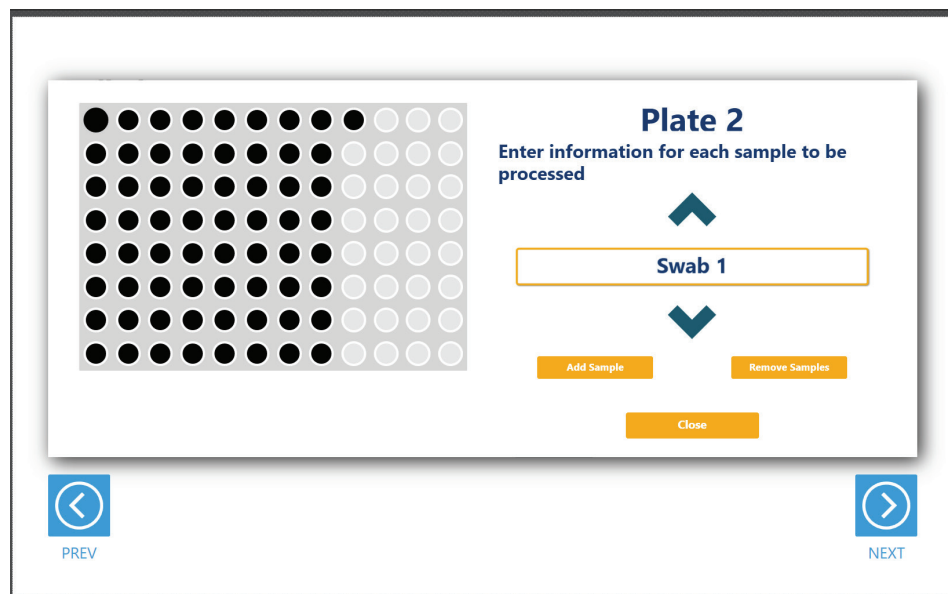 Plate 2
Enter information for each sample to be
processed
Swab 1
Add Sample
Remove Samples
Close
PREV
NEXT